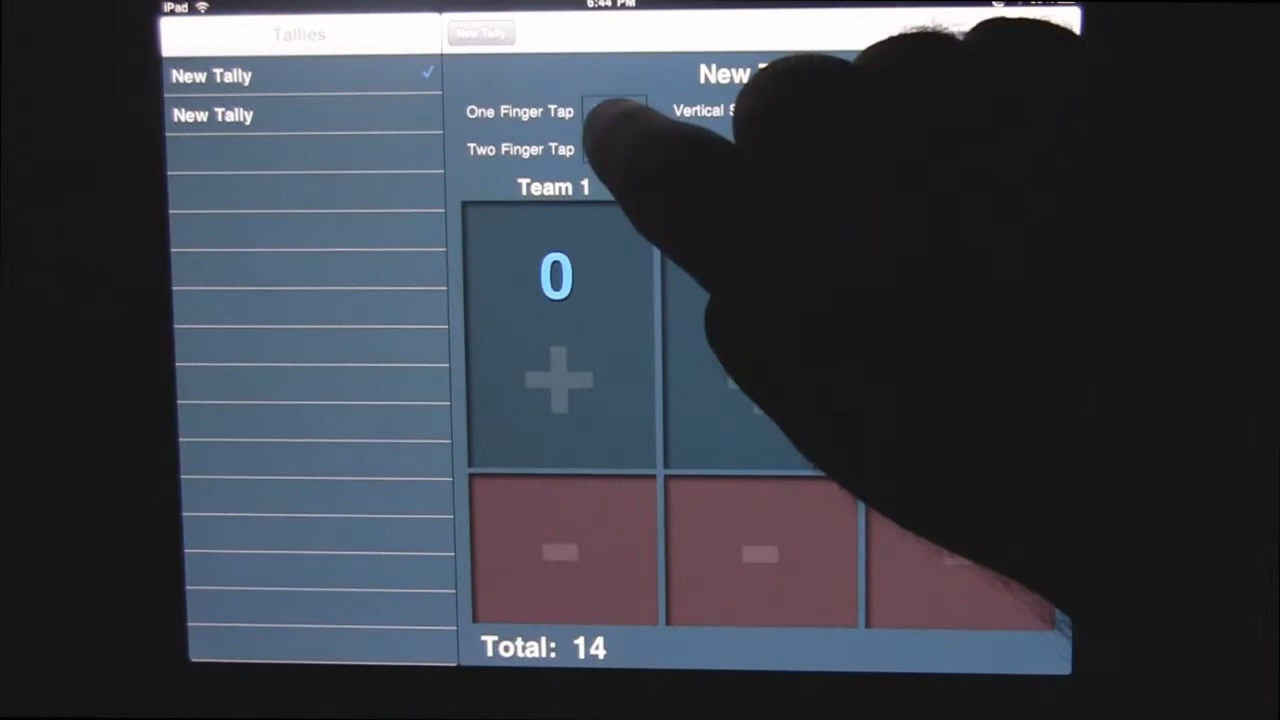 iPad 6:44 PM
Tallies New Tally
New Tally New
New Tally
One Finger Tap Vertical
Two Finger Tap
Team 1
0
+
- -
Total: 14